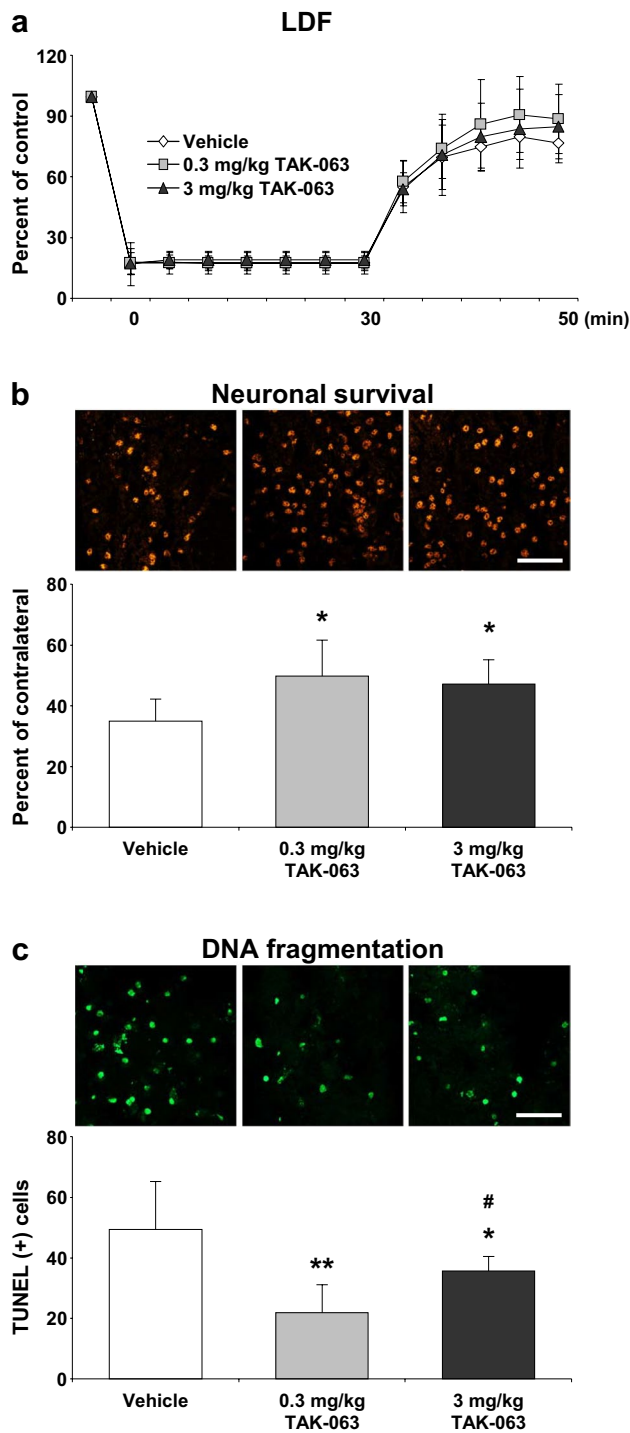 a
LDF
Percent of control
120
90
60
30
0
Vehicle
0.3 mg/kg TAK-063
3 mg/kg TAK-063
0
30
50 (min)
b
Neuronal survival
Percent of contralateral
80
60
40
20
0
*
*
Vehicle
0.3 mg/kg
TAK-063
3 mg/kg
TAK-063
c
DNA fragmentation
TUNEL (+) cells
80
60
40
20
0
**
#
*
Vehicle
0.3 mg/kg
TAK-063
3 mg/kg
TAK-063